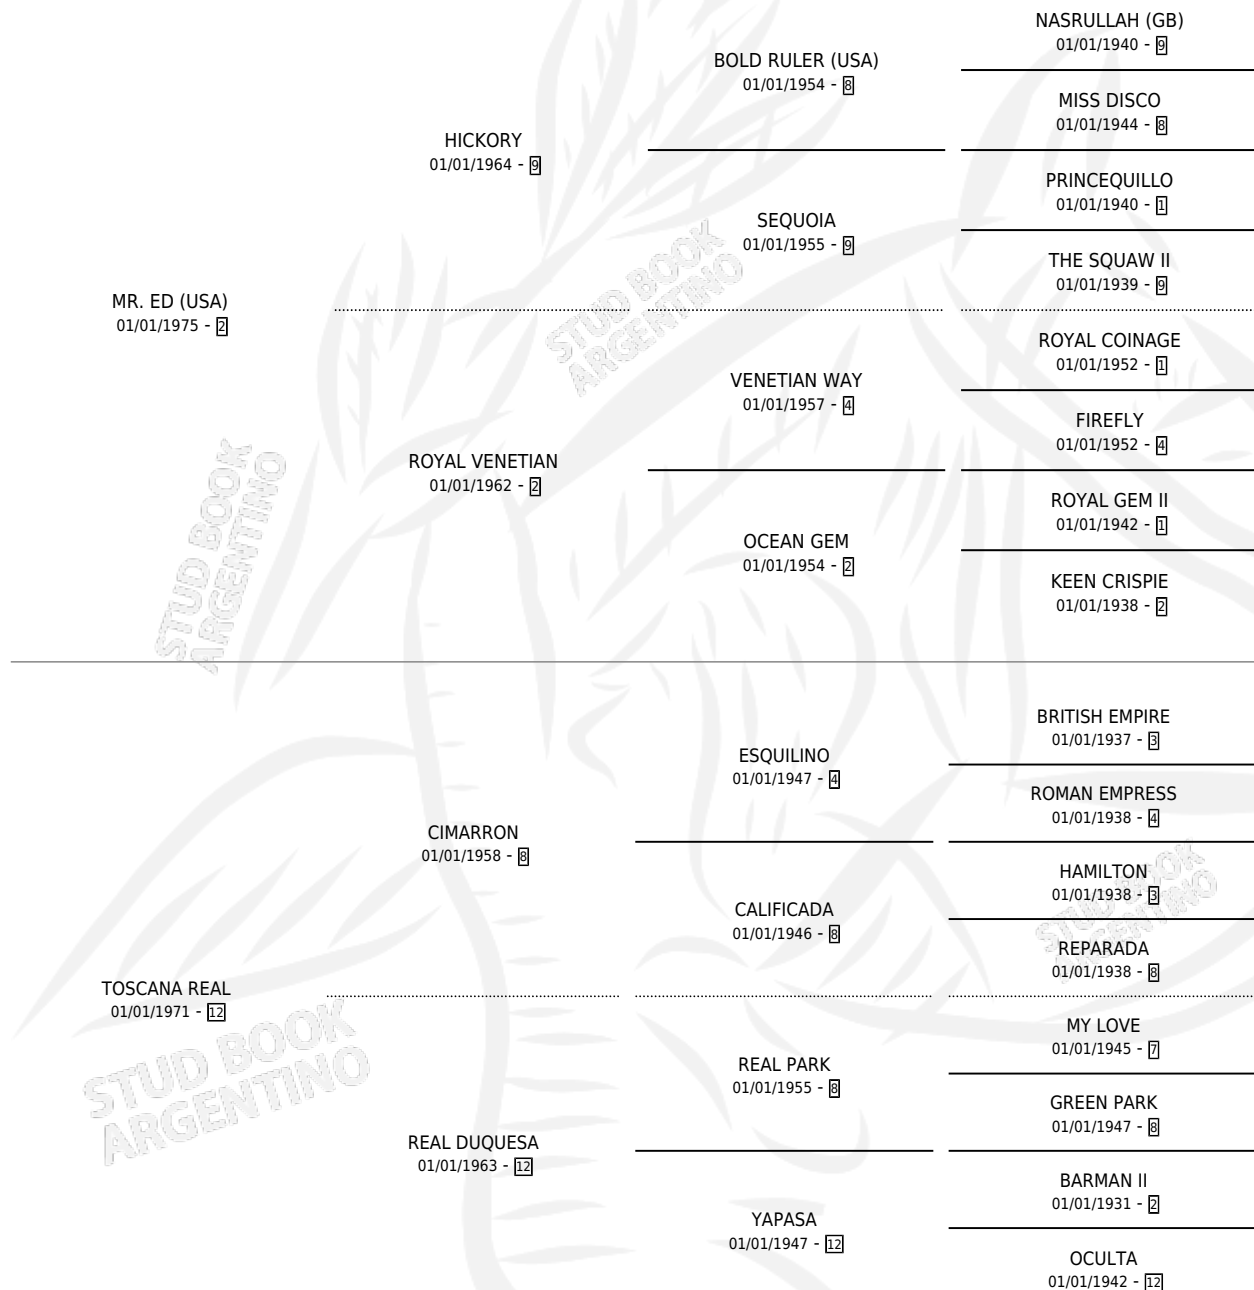 NASRULLAH (GB)
01/01/1940 - 9
BOLD RULER (USA)
01/01/1954 - 8
MISS DISCO
01/01/1944 - 8
HICKORY
01/01/1964 - 9
PRINCEQUILLO
01/01/1940 - 1
SEQUOIA
01/01/1955 - 9
THE SQUAW II
01/01/1939 - 9
MR. ED (USA)
01/01/1975 - 2
ROYAL COINAGE
01/01/1952 - 1
VENETIAN WAY
01/01/1957 - 4
FIREFLY
01/01/1952 - 4
ROYAL VENETIAN
01/01/1962 - 2
ROYAL GEM II
01/01/1942 - 1
OCEAN GEM
01/01/1954 - 2
KEEN CRISPIE
01/01/1938 - 2
BRITISH EMPIRE
01/01/1937 - 3
ESQUILINO
01/01/1947 - 4
ROMAN EMPRESS
01/01/1938 - 4
CIMARRON
01/01/1958 - 8
HAMILTON
01/01/1938 - 3
CALIFICADA
01/01/1946 - 8
REPARADA
01/01/1938 - 8
TOSCANA REAL
01/01/1971 - 12
MY LOVE
01/01/1945 - 7
REAL PARK
01/01/1955 - 8
GREEN PARK
01/01/1947 - 8
REAL DUQUESA
01/01/1963 - 12
BARMAN II
01/01/1931 - 2
YAPASA
01/01/1947 - 12
OCULTA
01/01/1942 - 12
STUD BOOK
ARGENTINO
STUD BOOK
ARGENTINO
STUD BOOK
ARGENTINO
STUD BOOK
ARGENTINO